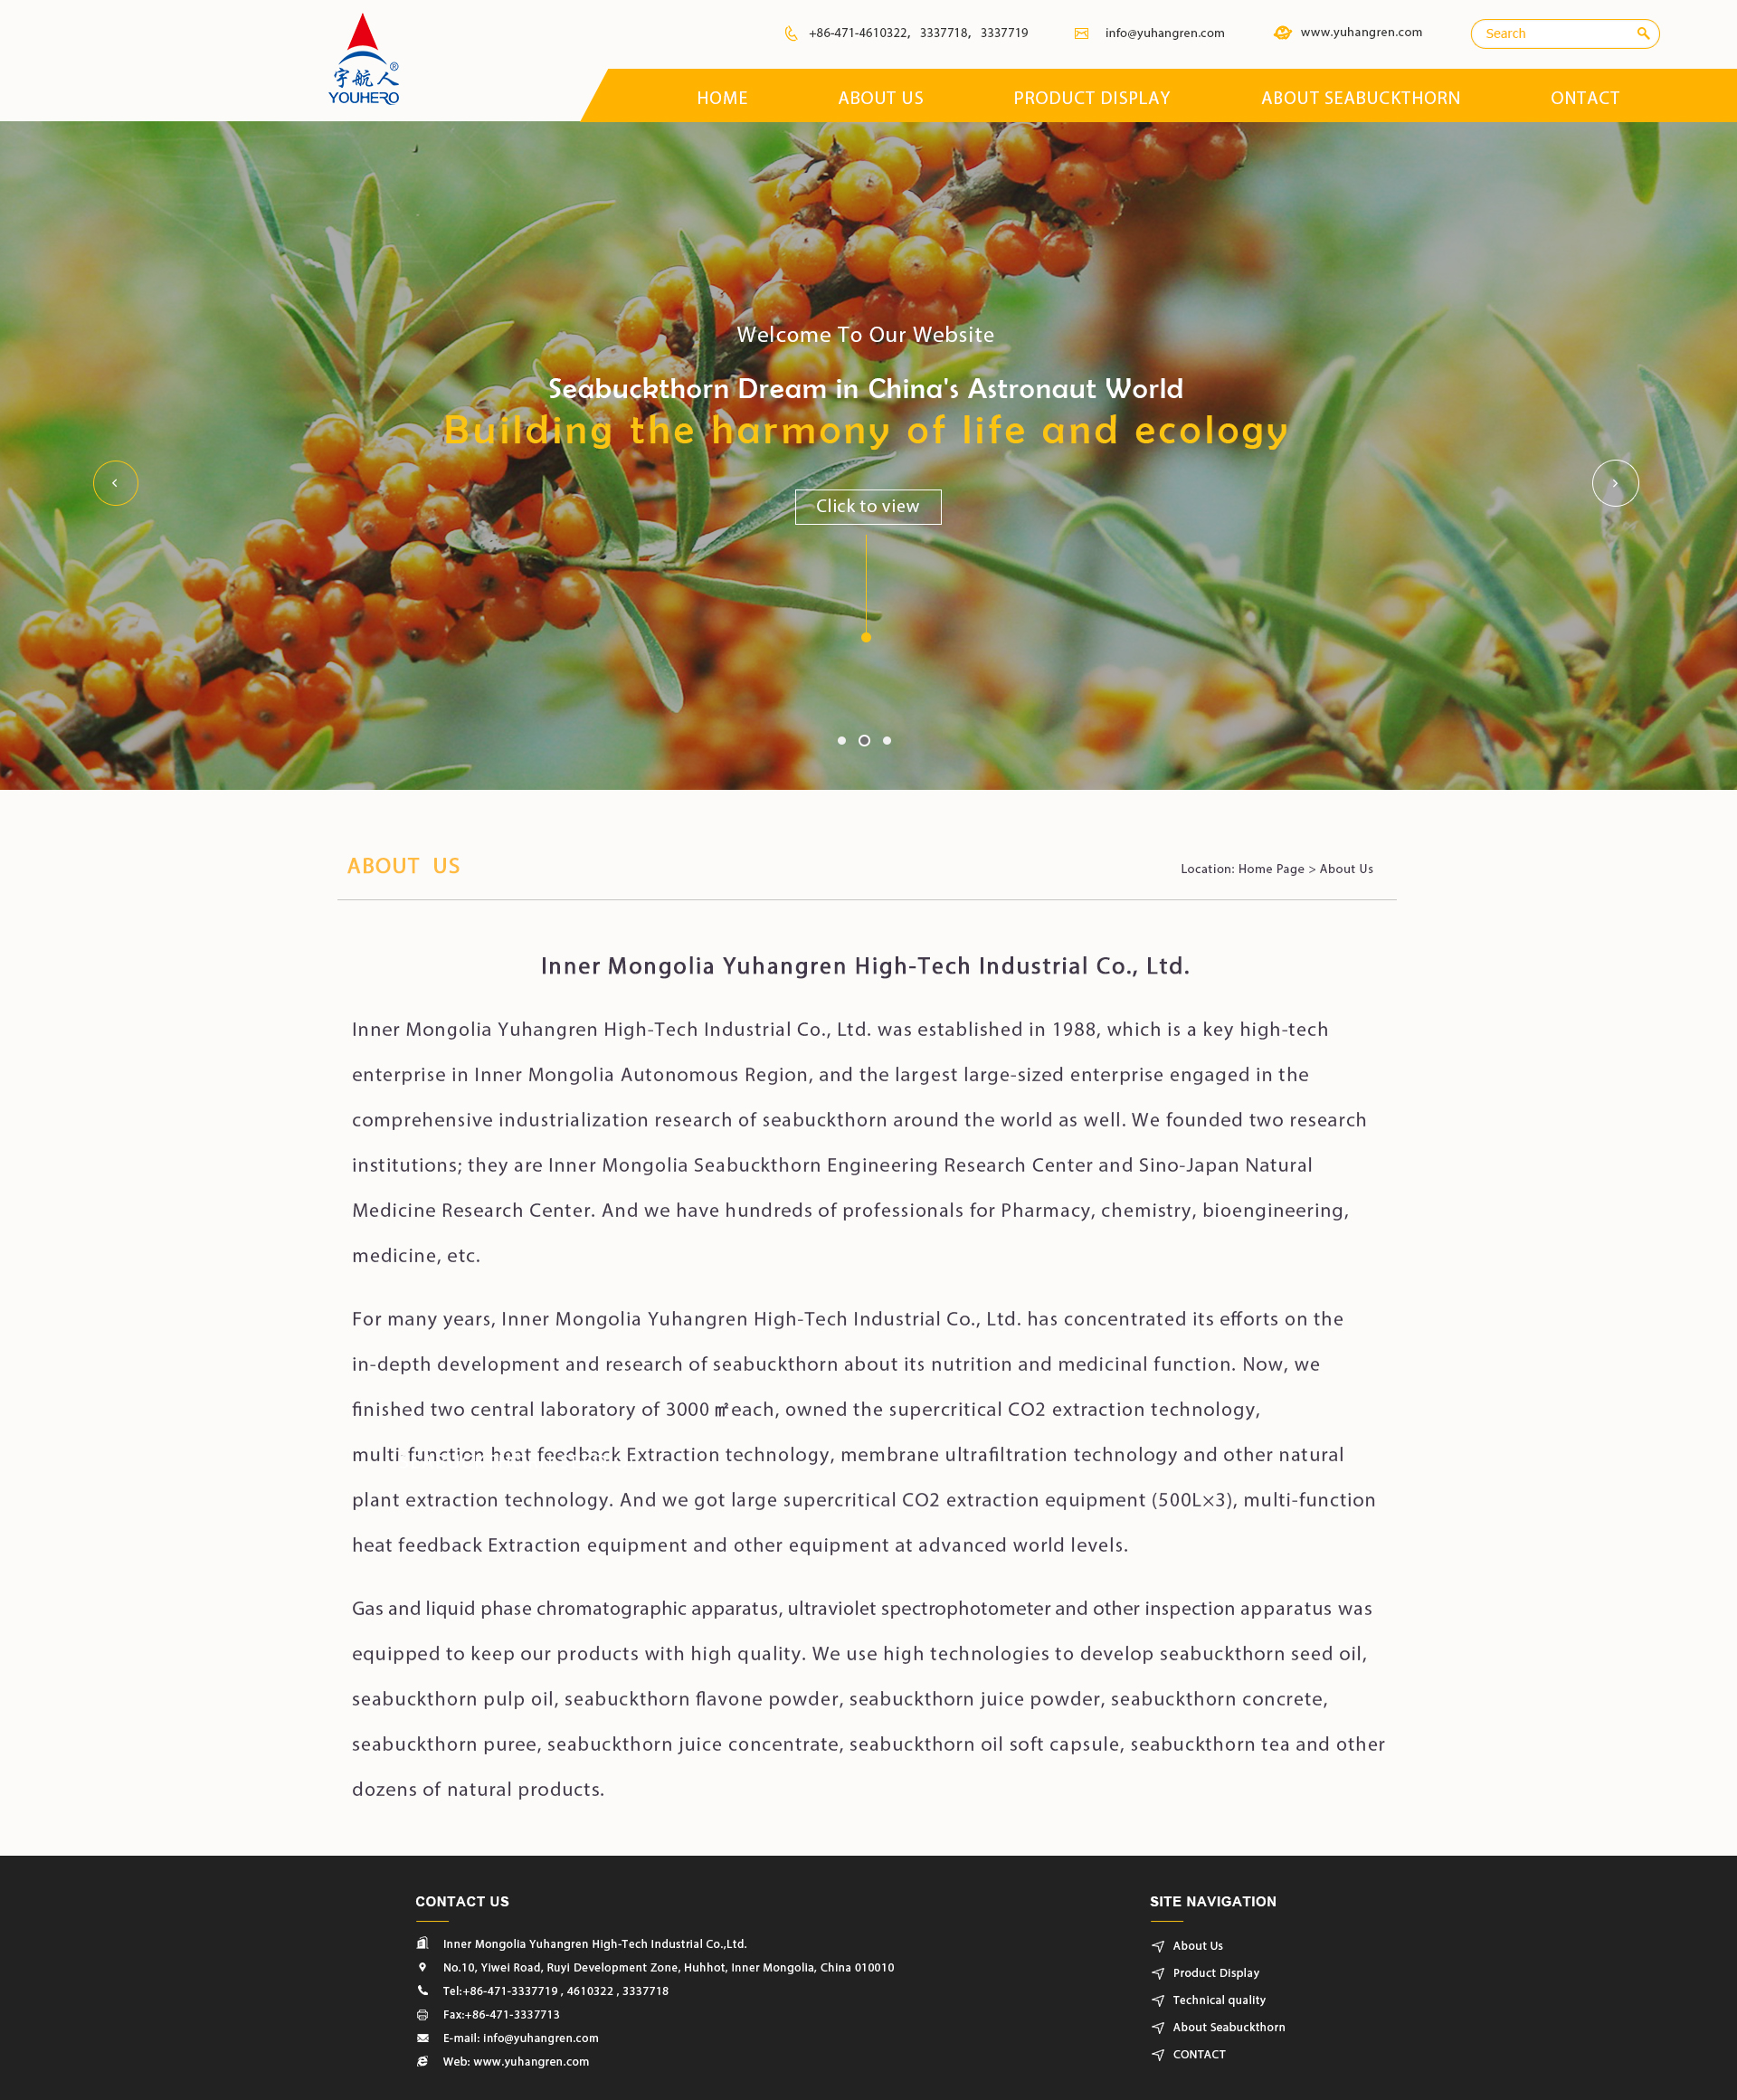 宇航人®
YOUHERO
+86-471-4610322, 3337718, 3337719
info@yuhangren.com
www.yuhangren.com
Search
HOME
ABOUT US
PRODUCT DISPLAY
ABOUT SEABUCKTHORN
ONTACT
Welcome To Our Website
Seabuckthorn Dream in China's Astronaut World
Building the harmony of life and ecology
Click to view
ABOUT US
Location: Home Page > About Us
Inner Mongolia Yuhangren High-Tech Industrial Co., Ltd.
Inner Mongolia Yuhangren High-Tech Industrial Co., Ltd. was established in 1988, which is a key high-tech
enterprise in Inner Mongolia Autonomous Region, and the largest large-sized enterprise engaged in the
comprehensive industrialization research of seabuckthorn around the world as well. We founded two research
institutions; they are Inner Mongolia Seabuckthorn Engineering Research Center and Sino-Japan Natural
Medicine Research Center. And we have hundreds of professionals for Pharmacy, chemistry, bioengineering,
medicine, etc.
For many years, Inner Mongolia Yuhangren High-Tech Industrial Co., Ltd. has concentrated its efforts on the
in-depth development and research of seabuckthorn about its nutrition and medicinal function. Now, we
finished two central laboratory of 3000 ㎡each, owned the supercritical CO2 extraction technology,
multi-function heat feedback Extraction technology, membrane ultrafiltration technology and other natural
plant extraction technology. And we got large supercritical CO2 extraction equipment (500L×3), multi-function
heat feedback Extraction equipment and other equipment at advanced world levels.
Gas and liquid phase chromatographic apparatus, ultraviolet spectrophotometer and other inspection apparatus was
equipped to keep our products with high quality. We use high technologies to develop seabuckthorn seed oil,
seabuckthorn pulp oil, seabuckthorn flavone powder, seabuckthorn juice powder, seabuckthorn concrete,
seabuckthorn puree, seabuckthorn juice concentrate, seabuckthorn oil soft capsule, seabuckthorn tea and other
dozens of natural products.
CONTACT US
Inner Mongolia Yuhangren High-Tech Industrial Co.,Ltd.
No.10, Yiwei Road, Ruyi Development Zone, Huhhot, Inner Mongolia, China 010010
Tel:+86-471-3337719 , 4610322 , 3337718
Fax:+86-471-3337713
E-mail: info@yuhangren.com
Web: www.yuhangren.com
SITE NAVIGATION
About Us
Product Display
Technical quality
About Seabuckthorn
CONTACT